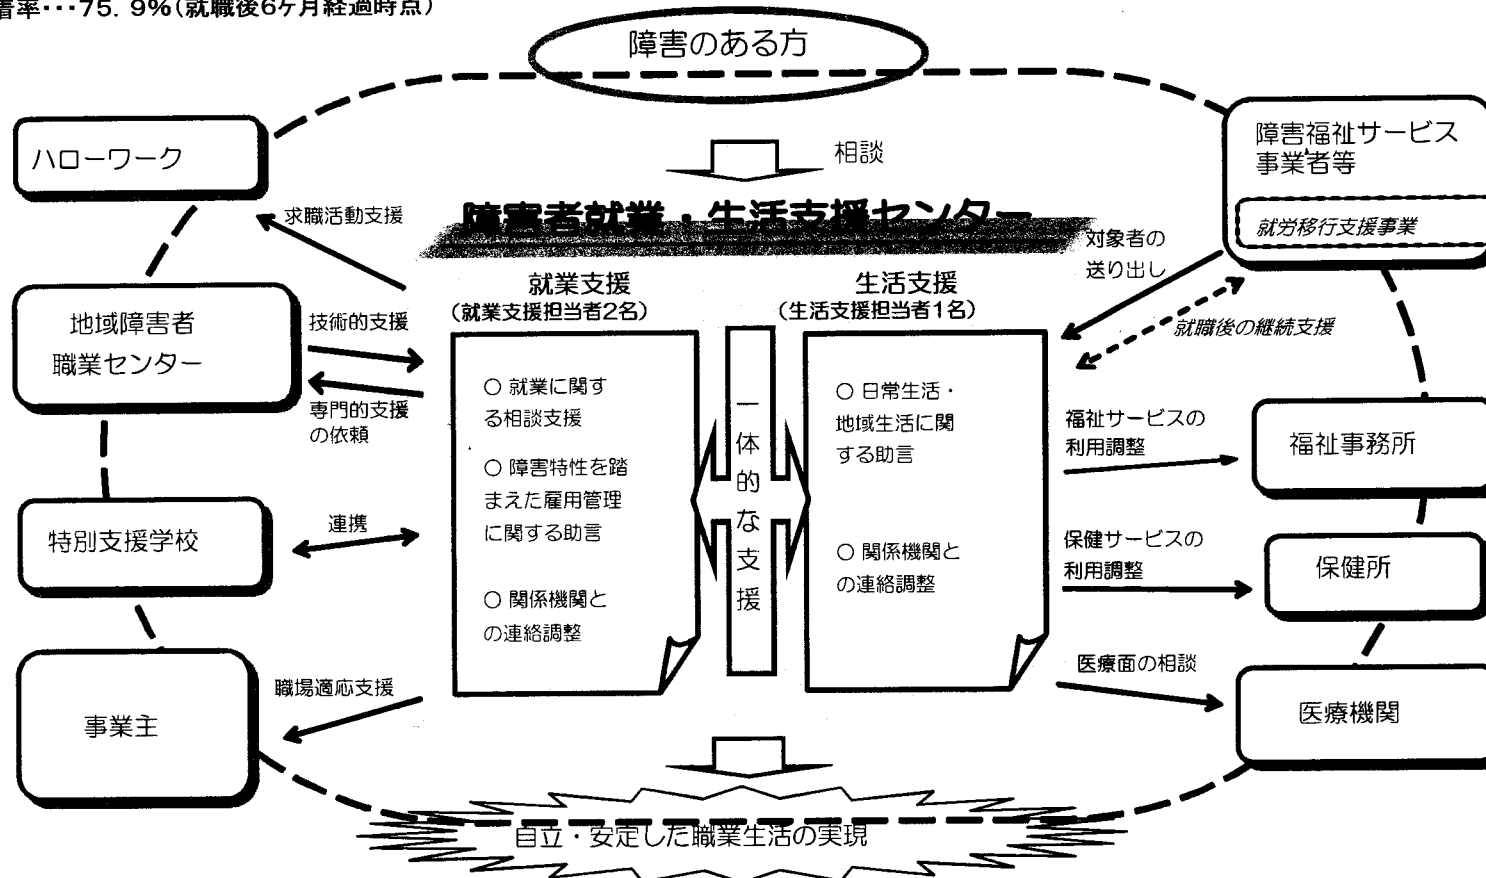 着率・・・75.9%(就職後6ヶ月経過時点)
障害のある方
相談
ハローワーク
求職活動支援
障害者就業・生活支援センター
障害福祉サービス
事業者等
就労移行支援事業
対象者の
送り出し
就職後の継続支援
地域障害者
職業センター
技術的支援
専門的支援
の依頼
就業支援
(就業支援担当者2名)
○ 就業に関す
る相談支援
○ 障害特性を踏
まえた雇用管理
に関する助言
○ 関係機関と
の連絡調整
一体的な支援
生活支援
(生活支援担当者1名)
○ 日常生活・
地域生活に関
する助言
○ 関係機関と
の連絡調整
福祉サービスの
利用調整
福祉事務所
特別支援学校
連携
保健サービスの
利用調整
保健所
事業主
職場適応支援
医療面の相談
医療機関
自立・安定した職業生活の実現